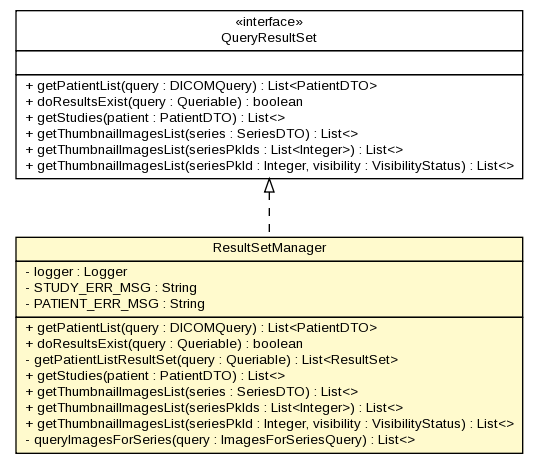 «interface»
QueryResultSet
+ getPatientList(query : DICOMQuery) : List<PatientDTO>
+ doResultsExist(query : Queriable) : boolean
+ getStudies(patient : PatientDTO) : List<>
+ getThumbnailImagesList(series : SeriesDTO) : List<>
+ getThumbnailImagesList(seriesPkIds : List<Integer>) : List<>
+ getThumbnailImagesList(seriesPkId : Integer, visibility : VisibilityStatus) : List<>
ResultSetManager
- logger : Logger
- STUDY_ERR_MSG : String
- PATIENT_ERR_MSG : String
+ getPatientList(query : DICOMQuery) : List<PatientDTO>
+ doResultsExist(query : Queriable) : boolean
- getPatientListResultSet(query : Queriable) : List<ResultSet>
+ getStudies(patient : PatientDTO) : List<>
+ getThumbnailImagesList(series : SeriesDTO) : List<>
+ getThumbnailImagesList(seriesPkIds : List<Integer>) : List<>
+ getThumbnailImagesList(seriesPkId : Integer, visibility : VisibilityStatus) : List<>
- queryImagesForSeries(query : ImagesForSeriesQuery) : List<>